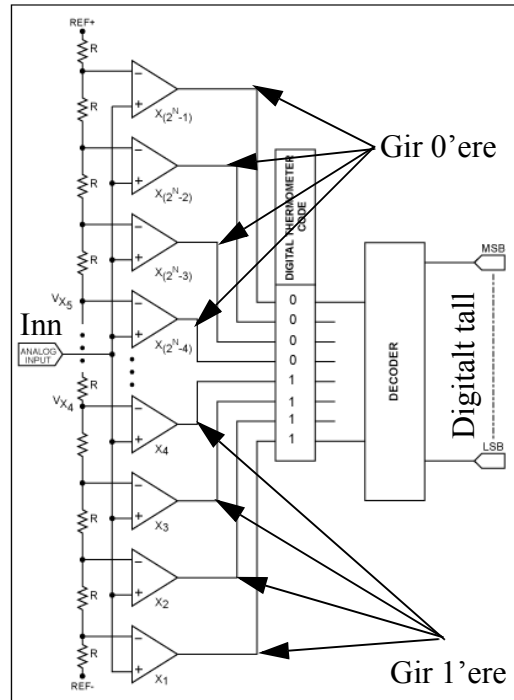 REF+
R
R
X(2^N-1)
R
X(2^N-2)
Gir 0'ere
R
X(2^N-3)
DIGITAL THERMOMETER
CODE
R
VX5
X(2^N-4)
Inn
ANALOG
INPUT
0
0
0
0
1
1
1
1
DECODER
MSB
Digitalt tall
LSB
R
VX4
R
X4
R
X3
R
X2
R
X1
REF-
Gir 1'ere